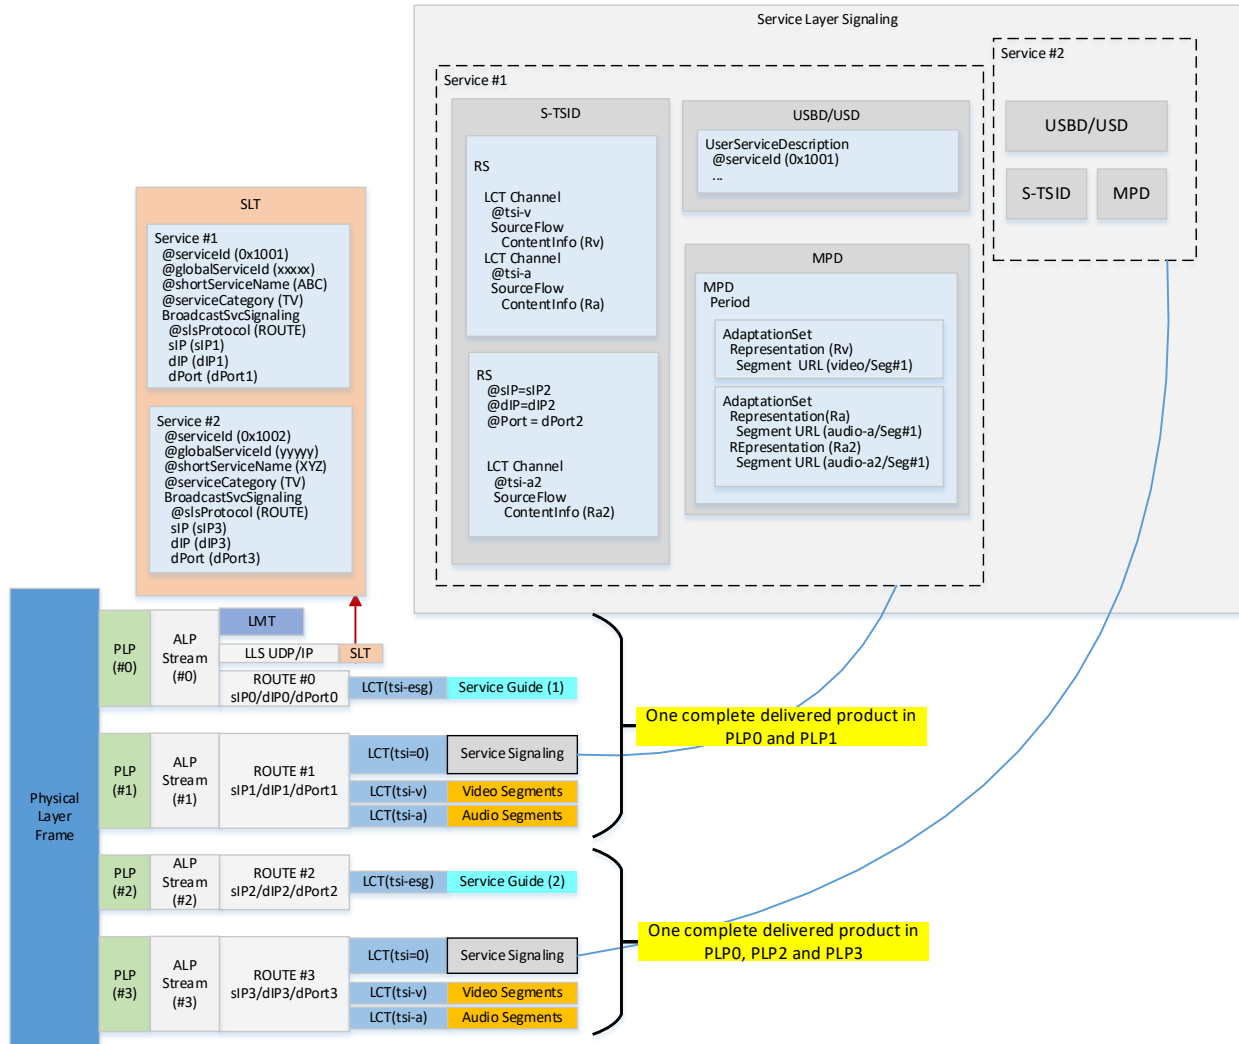 Service Layer Signaling
Service #1
S-TSID
RS
LCT Channel
@tsi-v
SourceFlow
ContentInfo (Rv)
LCT Channel
@tsi-a
SourceFlow
ContentInfo (Ra)
RS
@sIP=sIP2
@dIP=dIP2
@Port = dPort2
LCT Channel
@tsi-a2
SourceFlow
ContentInfo (Ra2)
USBD/USD
UserServiceDescription
@serviceId (0x1001)
...
MPD
MPD
Period
AdaptationSet
Representation (Rv)
Segment URL (video/Seg#1)
AdaptationSet
Representation(Ra)
Segment URL (audio-a/Seg#1)
REpresentation (Ra2)
Segment URL (audio-a2/Seg#1)
Service #2
USBD/USD
S-TSID
MPD
SLT
Service #1
@serviceId (0x1001)
@globalServiceId (xxxxx)
@shortServiceName (ABC)
@serviceCategory (TV)
BroadcastSvcSignaling
@slsProtocol (ROUTE)
sIP (sIP1)
dIP (dIP1)
dPort (dPort1)
Service #2
@serviceId (0x1002)
@globalServiceId (yyyyy)
@shortServiceName (XYZ)
@serviceCategory (TV)
BroadcastSvcSignaling
@slsProtocol (ROUTE)
sIP (sIP3)
dIP (dIP3)
dPort (dPort3)
Physical
Layer
Frame
PLP
(#0)
ALP
Stream
(#0)
LMT
LLS UDP/IP
SLT
ROUTE #0
sIP0/dIP0/dPort0
LCT(tsi-esg)
Service Guide (1)
PLP
(#1)
ALP
Stream
(#1)
ROUTE #1
sIP1/dIP1/dPort1
LCT(tsi=0)
Service Signaling
LCT(tsi-v)
Video Segments
LCT(tsi-a)
Audio Segments
One complete delivered product in
PLP0 and PLP1
PLP
(#2)
ALP
Stream
(#2)
ROUTE #2
sIP2/dIP2/dPort2
LCT(tsi-esg)
Service Guide (2)
PLP
(#3)
ALP
Stream
(#3)
ROUTE #3
sIP3/dIP3/dPort3
LCT(tsi=0)
Service Signaling
LCT(tsi-v)
Video Segments
LCT(tsi-a)
Audio Segments
One complete delivered product in
PLP0, PLP2 and PLP3